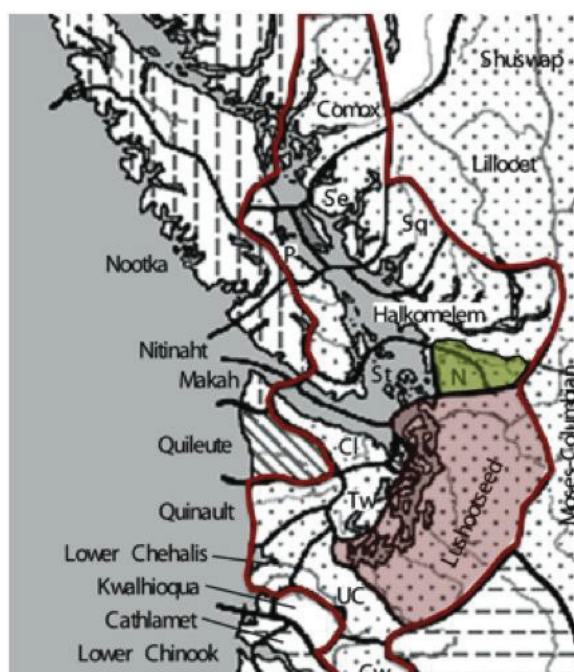 Shuswap
Comox
Lillooet
Se
Sq
P
Nootka
Halkomelem
Nitinaht
St
N
Makah
Quileute
Cl
Moses-Columbian
Tw
Lushootseed
Quinault
Lower Chehalis
Kwalhioqua
UC
Cathlamet
Lower Chinook
Cw